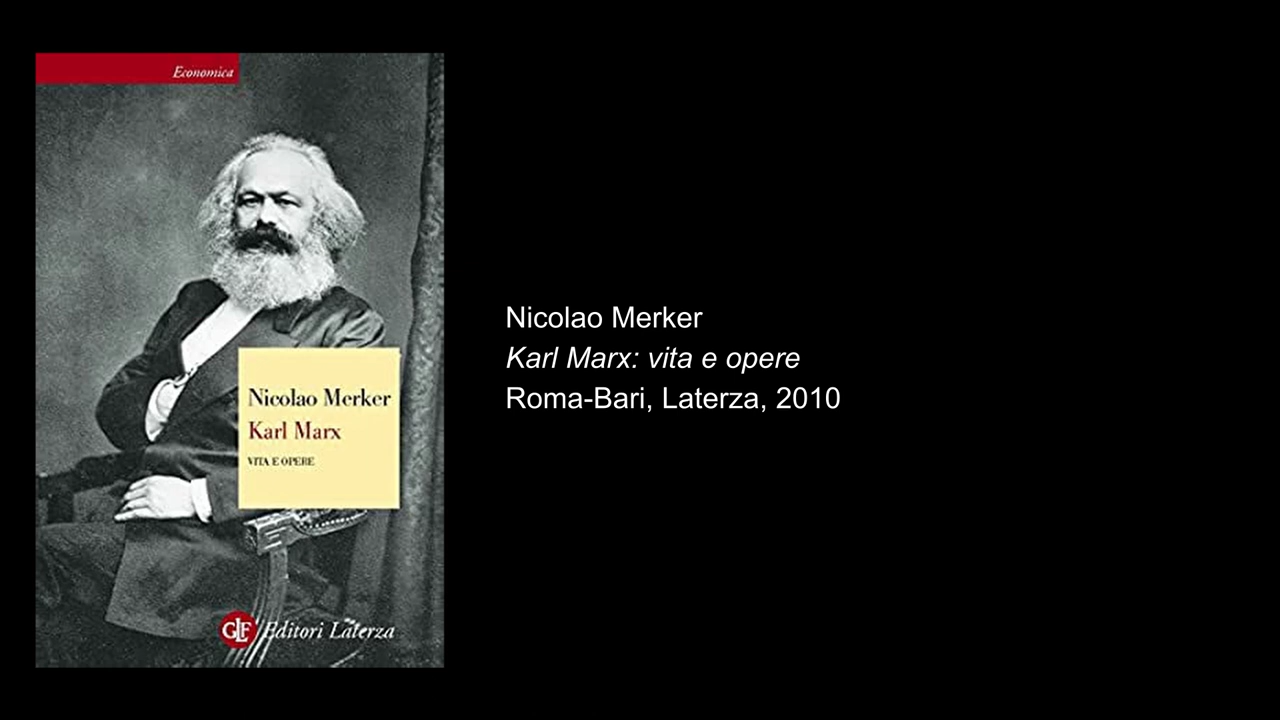 Economica
Nicolao Merker
Karl Marx
VITA E OPERE
GLF Editori Laterza
Nicolao Merker
Karl Marx: vita e opere
Roma-Bari, Laterza, 2010